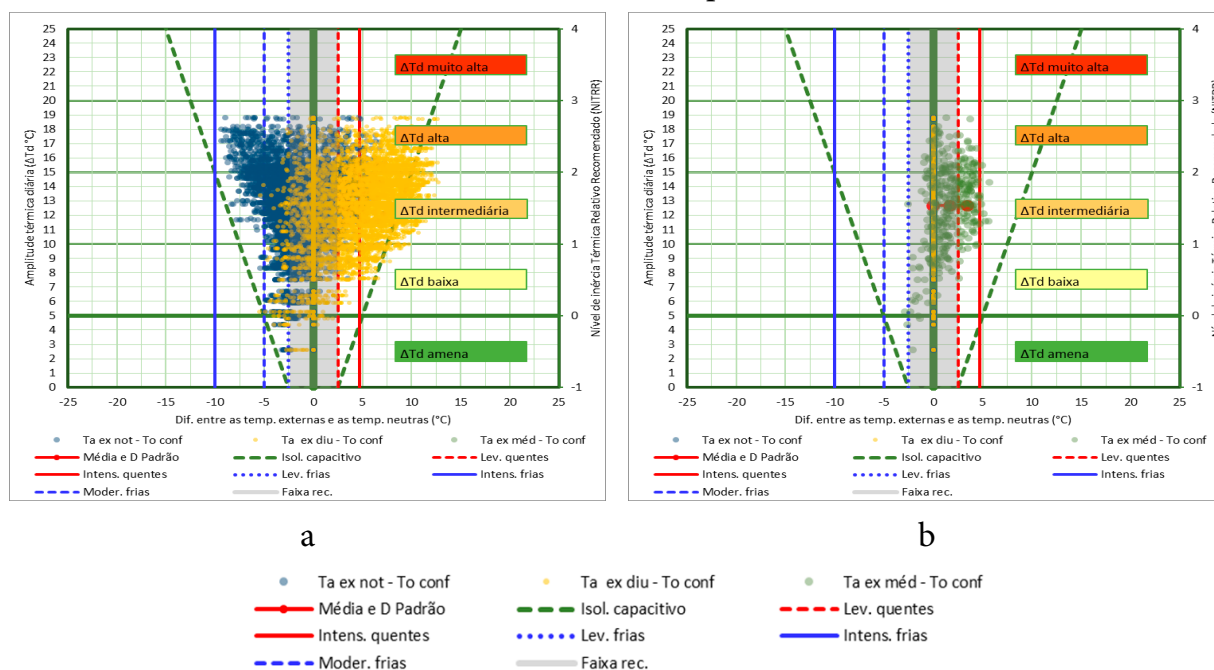 25
24
23
22
21
20
19
18
17
16
15
14
13
12
11
10
9
8
7
6
5
4
3
2
1
0
Amplitude térmica diária (ΔTd °C)
ΔTd muito alta
ΔTd alta
ΔTd intermediária
ΔTd baixa
ΔTd amena
4
3
2
1
0
-1
Nível de inércia Térmica Relativo Recomendado (NITRR)
-25 -20 -15 -10 -5 0 5 10 15 20 25
Dif. entre as temp. externas e as temp. neutras (°C)
Ta ex not - To conf Ta ex diu - To conf Ta ex méd - To conf
Média e D Padrão Isol. capacitivo Lev. quentes
Intens. quentes Lev. frias Intens. frias
Moder. frias Faixa rec.
a
25
24
23
22
21
20
19
18
17
16
15
14
13
12
11
10
9
8
7
6
5
4
3
2
1
0
Amplitude térmica diária (ΔTd °C)
ΔTd muito alta
ΔTd alta
ΔTd intermediária
ΔTd baixa
ΔTd amena
4
3
2
1
0
-1
-25 -20 -15 -10 -5 0 5 10 15 20 25
Dif. entre as temp. externas e as temp. neutras (°C)
Ta ex not - To conf Ta ex diu - To conf Ta ex méd - To conf
Média e D Padrão Isol. capacitivo Lev. quentes
Intens. quentes Lev. frias Intens. frias
Moder. frias Faixa rec.
b
Ta ex not - To conf Ta ex diu - To conf Ta ex méd - To conf
Média e D Padrão Isol. capacitivo Lev. quentes
Intens. quentes Lev. frias Intens. frias
Moder. frias Faixa rec.